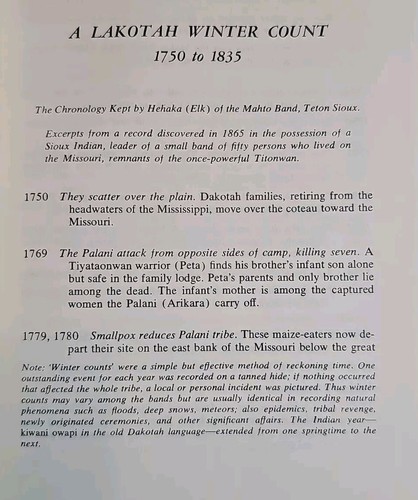 A LAKOTAH WINTER COUNT
1750 to 1835
The Chronology Kept by Hehaka (Elk) of the Mahto Band, Teton Sioux.
Excerpts from a record discovered in 1865 in the possession of a
Sioux Indian, leader of a small band of fifty persons who lived on
the Missouri, remnants of the once-powerful Titonwan.
1750 They scatter over the plain. Dakotah families, retiring from the
headwaters of the Mississippi, move over the coteau toward the
Missouri.
1769 The Palani attack from opposite sides of camp, killing seven. A
Tiyataonwan warrior (Peta) finds his brother's infant son alone
but safe in the family lodge. Peta's parents and only brother lie
among the dead. The infant's mother is among the captured
women the Palani (Arikara) carry off.
1779, 1780 Smallpox reduces Palani tribe. These maize-eaters now de-
part their site on the east bank of the Missouri below the great
Note: 'Winter counts' were a simple but effective method of reckoning time. One
outstanding event for each year was recorded on a tanned hide; if nothing occurred
that affected the whole tribe, a local or personal incident was pictured. Thus winter
counts may vary among the bands but are usually identical in recording natural
phenomena such as floods, deep snows, meteors; also epidemics, tribal revenge,
newly originated ceremonies, and other significant affairs. The Indian year—
kiwani owapi in the old Dakotah language—extended from one springtime to the
next.